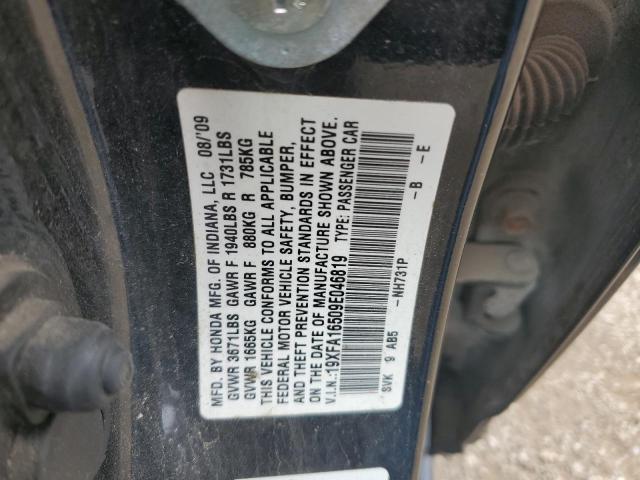 MFD. BY HONDA MFG. OF INDIANA, LLC 08/'09
GVWR 3671LBS GAWR F 1940LBS R 1731LBS
GVWR 1665KG GAWR F 880KG R 785KG
THIS VEHICLE CONFORMS TO ALL APPLICABLE
FEDERAL MOTOR VEHICLE SAFETY, BUMPER,
AND THEFT PREVENTION STANDARDS IN EFFECT
ON THE DATE OF MANUFACTURE SHOWN ABOVE.
V.I.N.:19XFA16509E046819 TYPE: PASSENGER CAR
SVK 9 AB5 -NH731P -B -E